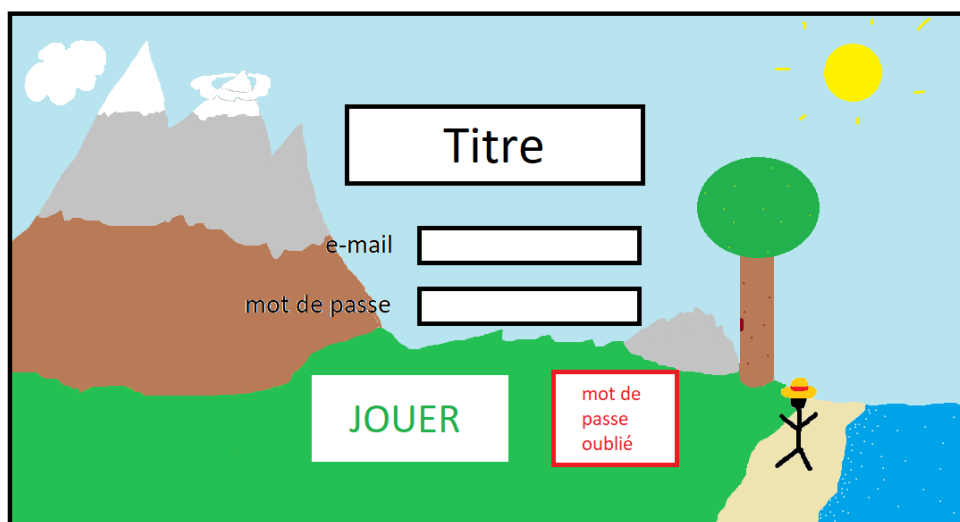 Titre
e-mail
mot de passe
JOUER
mot de
passe
oublié